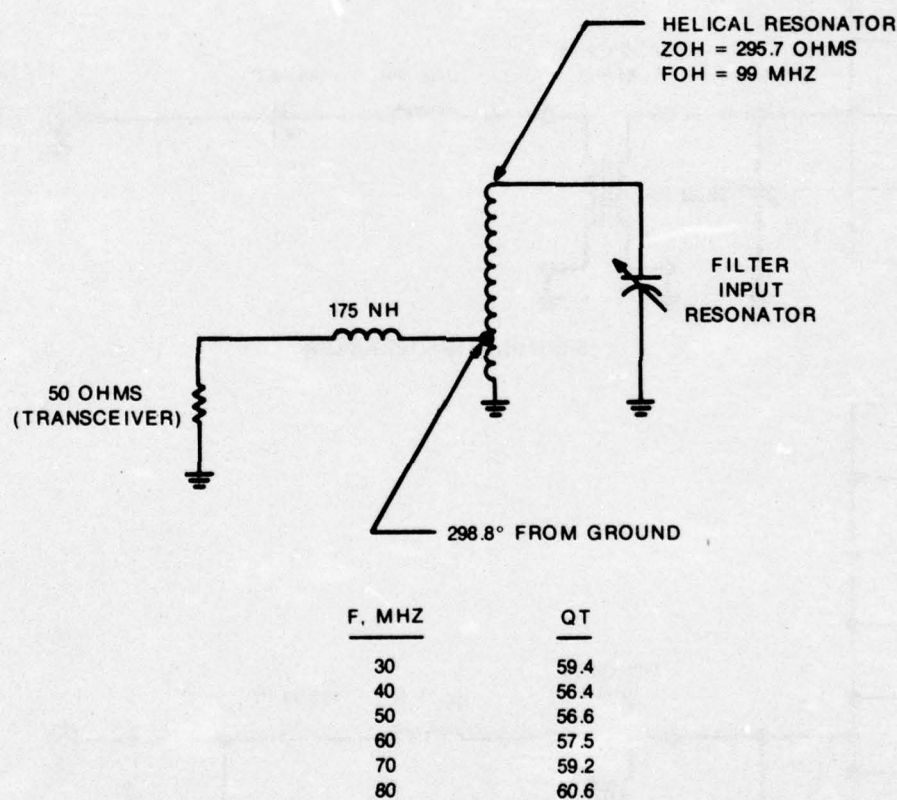 HELICAL RESONATOR
ZOH = 295.7 OHMS
FOH = 99 MHZ
FILTER
INPUT
RESONATOR
175 NH
50 OHMS
(TRANSCEIVER)
298.8° FROM GROUND
F, MHZ QT
30 59.4
40 56.4
50 56.6
60 57.5
70 59.2
80 60.6